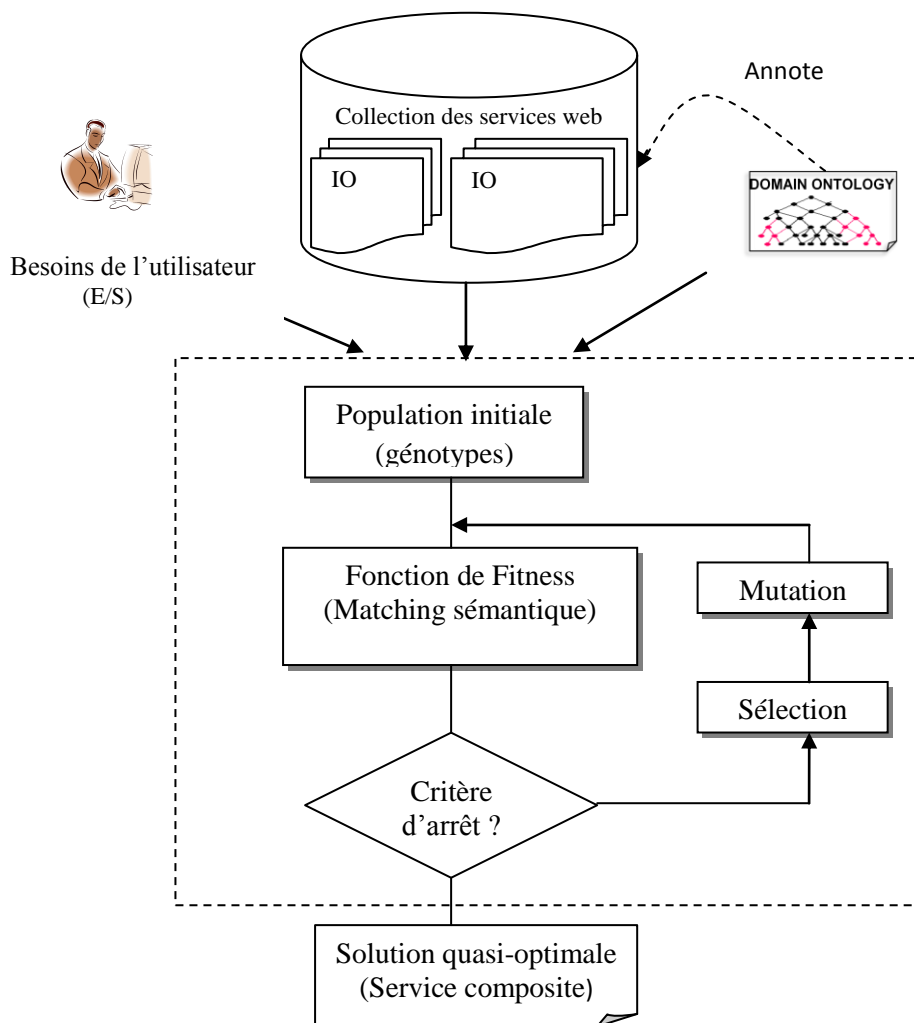 Annote
Collection des services web
IO
IO
DOMAIN ONTOLOGY
Besoins de l’utilisateur
(E/S)
Population initiale
(génotypes)
Fonction de Fitness
(Matching sémantique)
Mutation
Sélection
Critère
d’arrêt ?
Solution quasi-optimale
(Service composite)